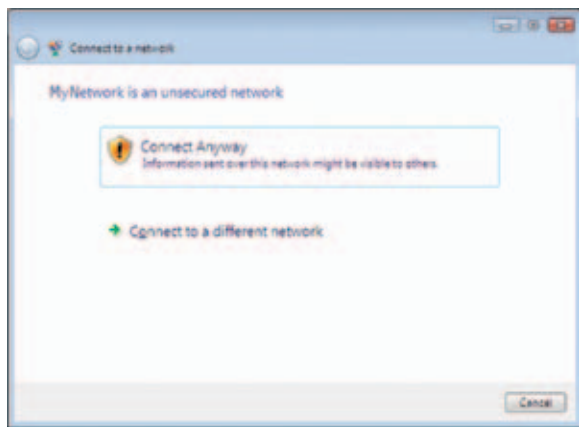 Connect to a network
MyNetwork is an unsecured network
Connect Anyway
Information sent over this network might be visible to others.
Connect to a different network
Cancel